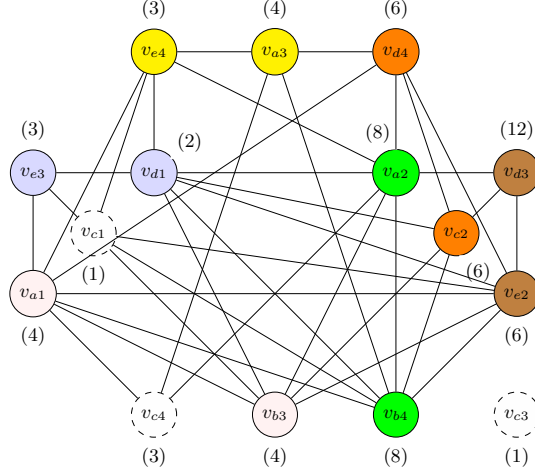 (3) (4) (6)
v_{e4} v_{a3} v_{d4}
(3) (2) (8) (12)
v_{e3} v_{d1} v_{a2} v_{d3}
v_{c1} v_{c2}
(1) (6)
v_{a1} v_{e2}
(4) (6)
v_{c4} v_{b3} v_{b4} v_{c3}
(3) (4) (8) (1)